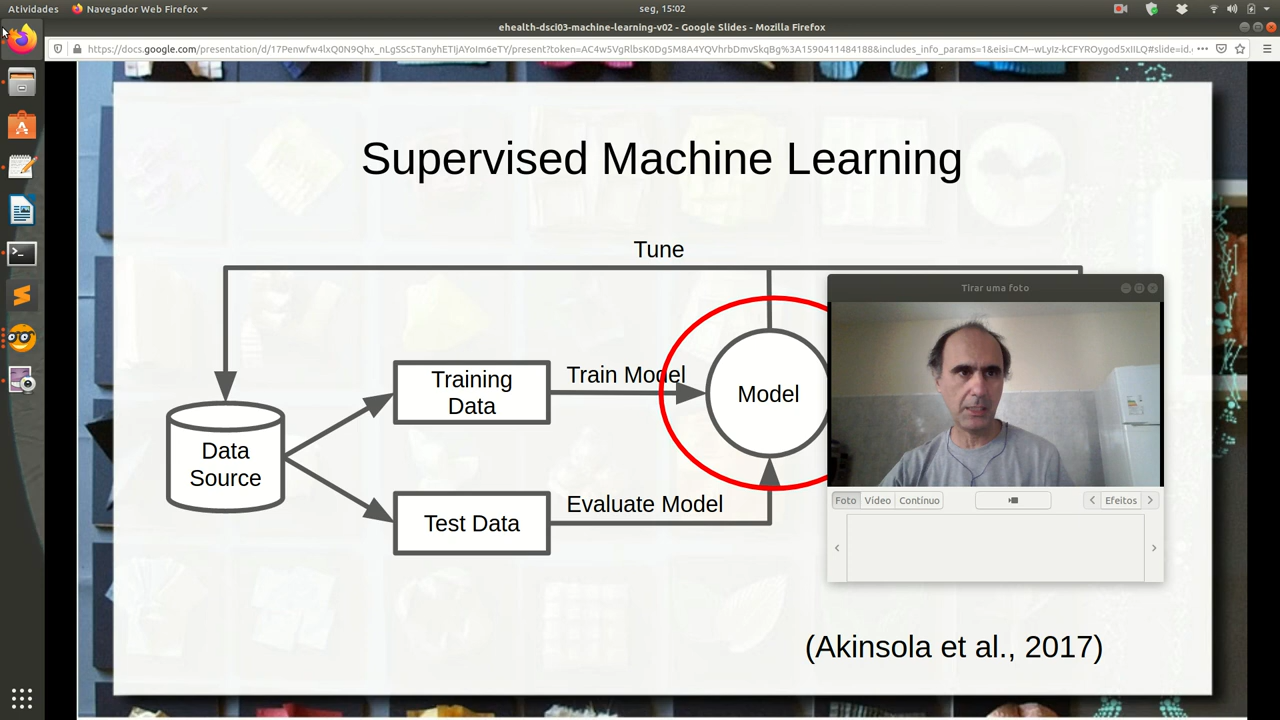 Atividades
Navegador Web Firefox
seg, 15:02
ehealth-dsci03-machine-learning-v02 - Google Slides - Mozilla Firefox
Supervised Machine Learning
Tune
Tirar uma foto
Training
Data
Train Model
Model
Data
Source
Test Data
Evaluate Model
Foto
Vídeo
Contínuo
Efeitos
(Akinsola et al., 2017)